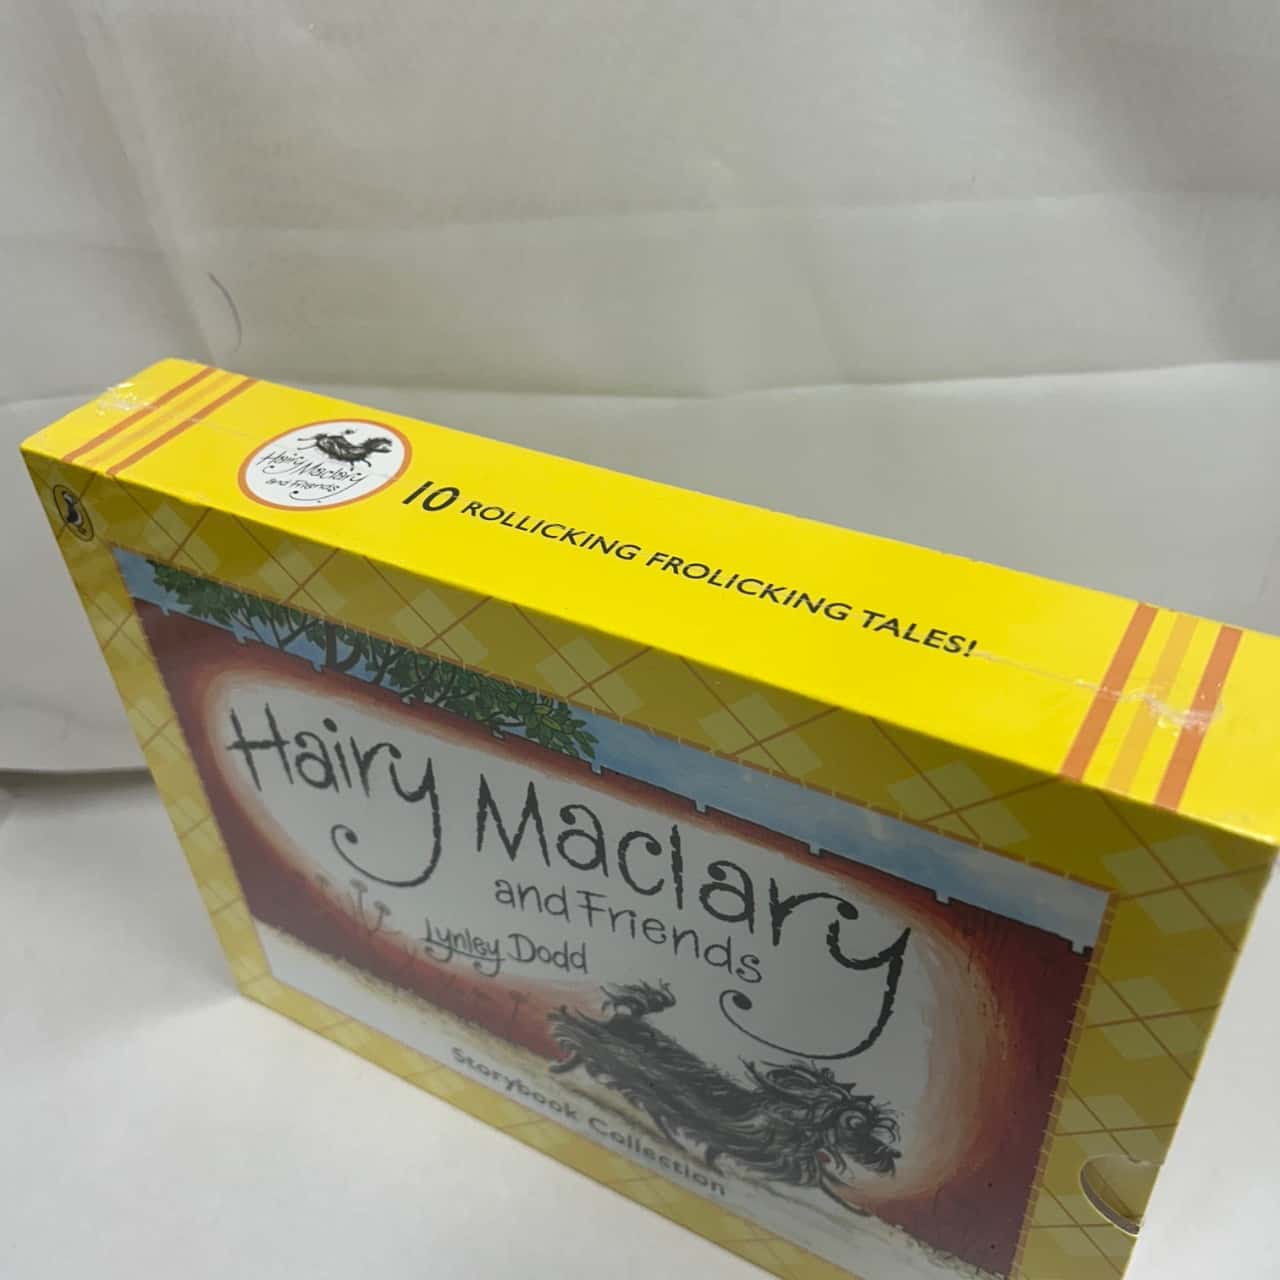 Hairy Maclary
and Friends
10 ROLLICKING FROLICKING TALES!
Hairy Maclary
and Friends
Lynley Dodd
Storybook Collection